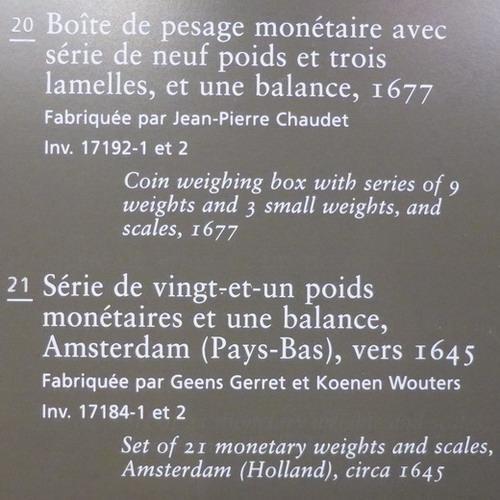 20 Boîte de pesage monétaire avec
série de neuf poids et trois
lamelles, et une balance, 1677
Fabriquée par Jean-Pierre Chaudet
Inv. 17192-1 et 2
Coin weighing box with series of 9
weights and 3 small weights, and
scales, 1677
21 Série de vingt-et-un poids
monétaires et une balance,
Amsterdam (Pays-Bas), vers 1645
Fabriquée par Geens Gerret et Koenen Wouters
Inv. 17184-1 et 2
Set of 21 monetary weights and scales,
Amsterdam (Holland), circa 1645